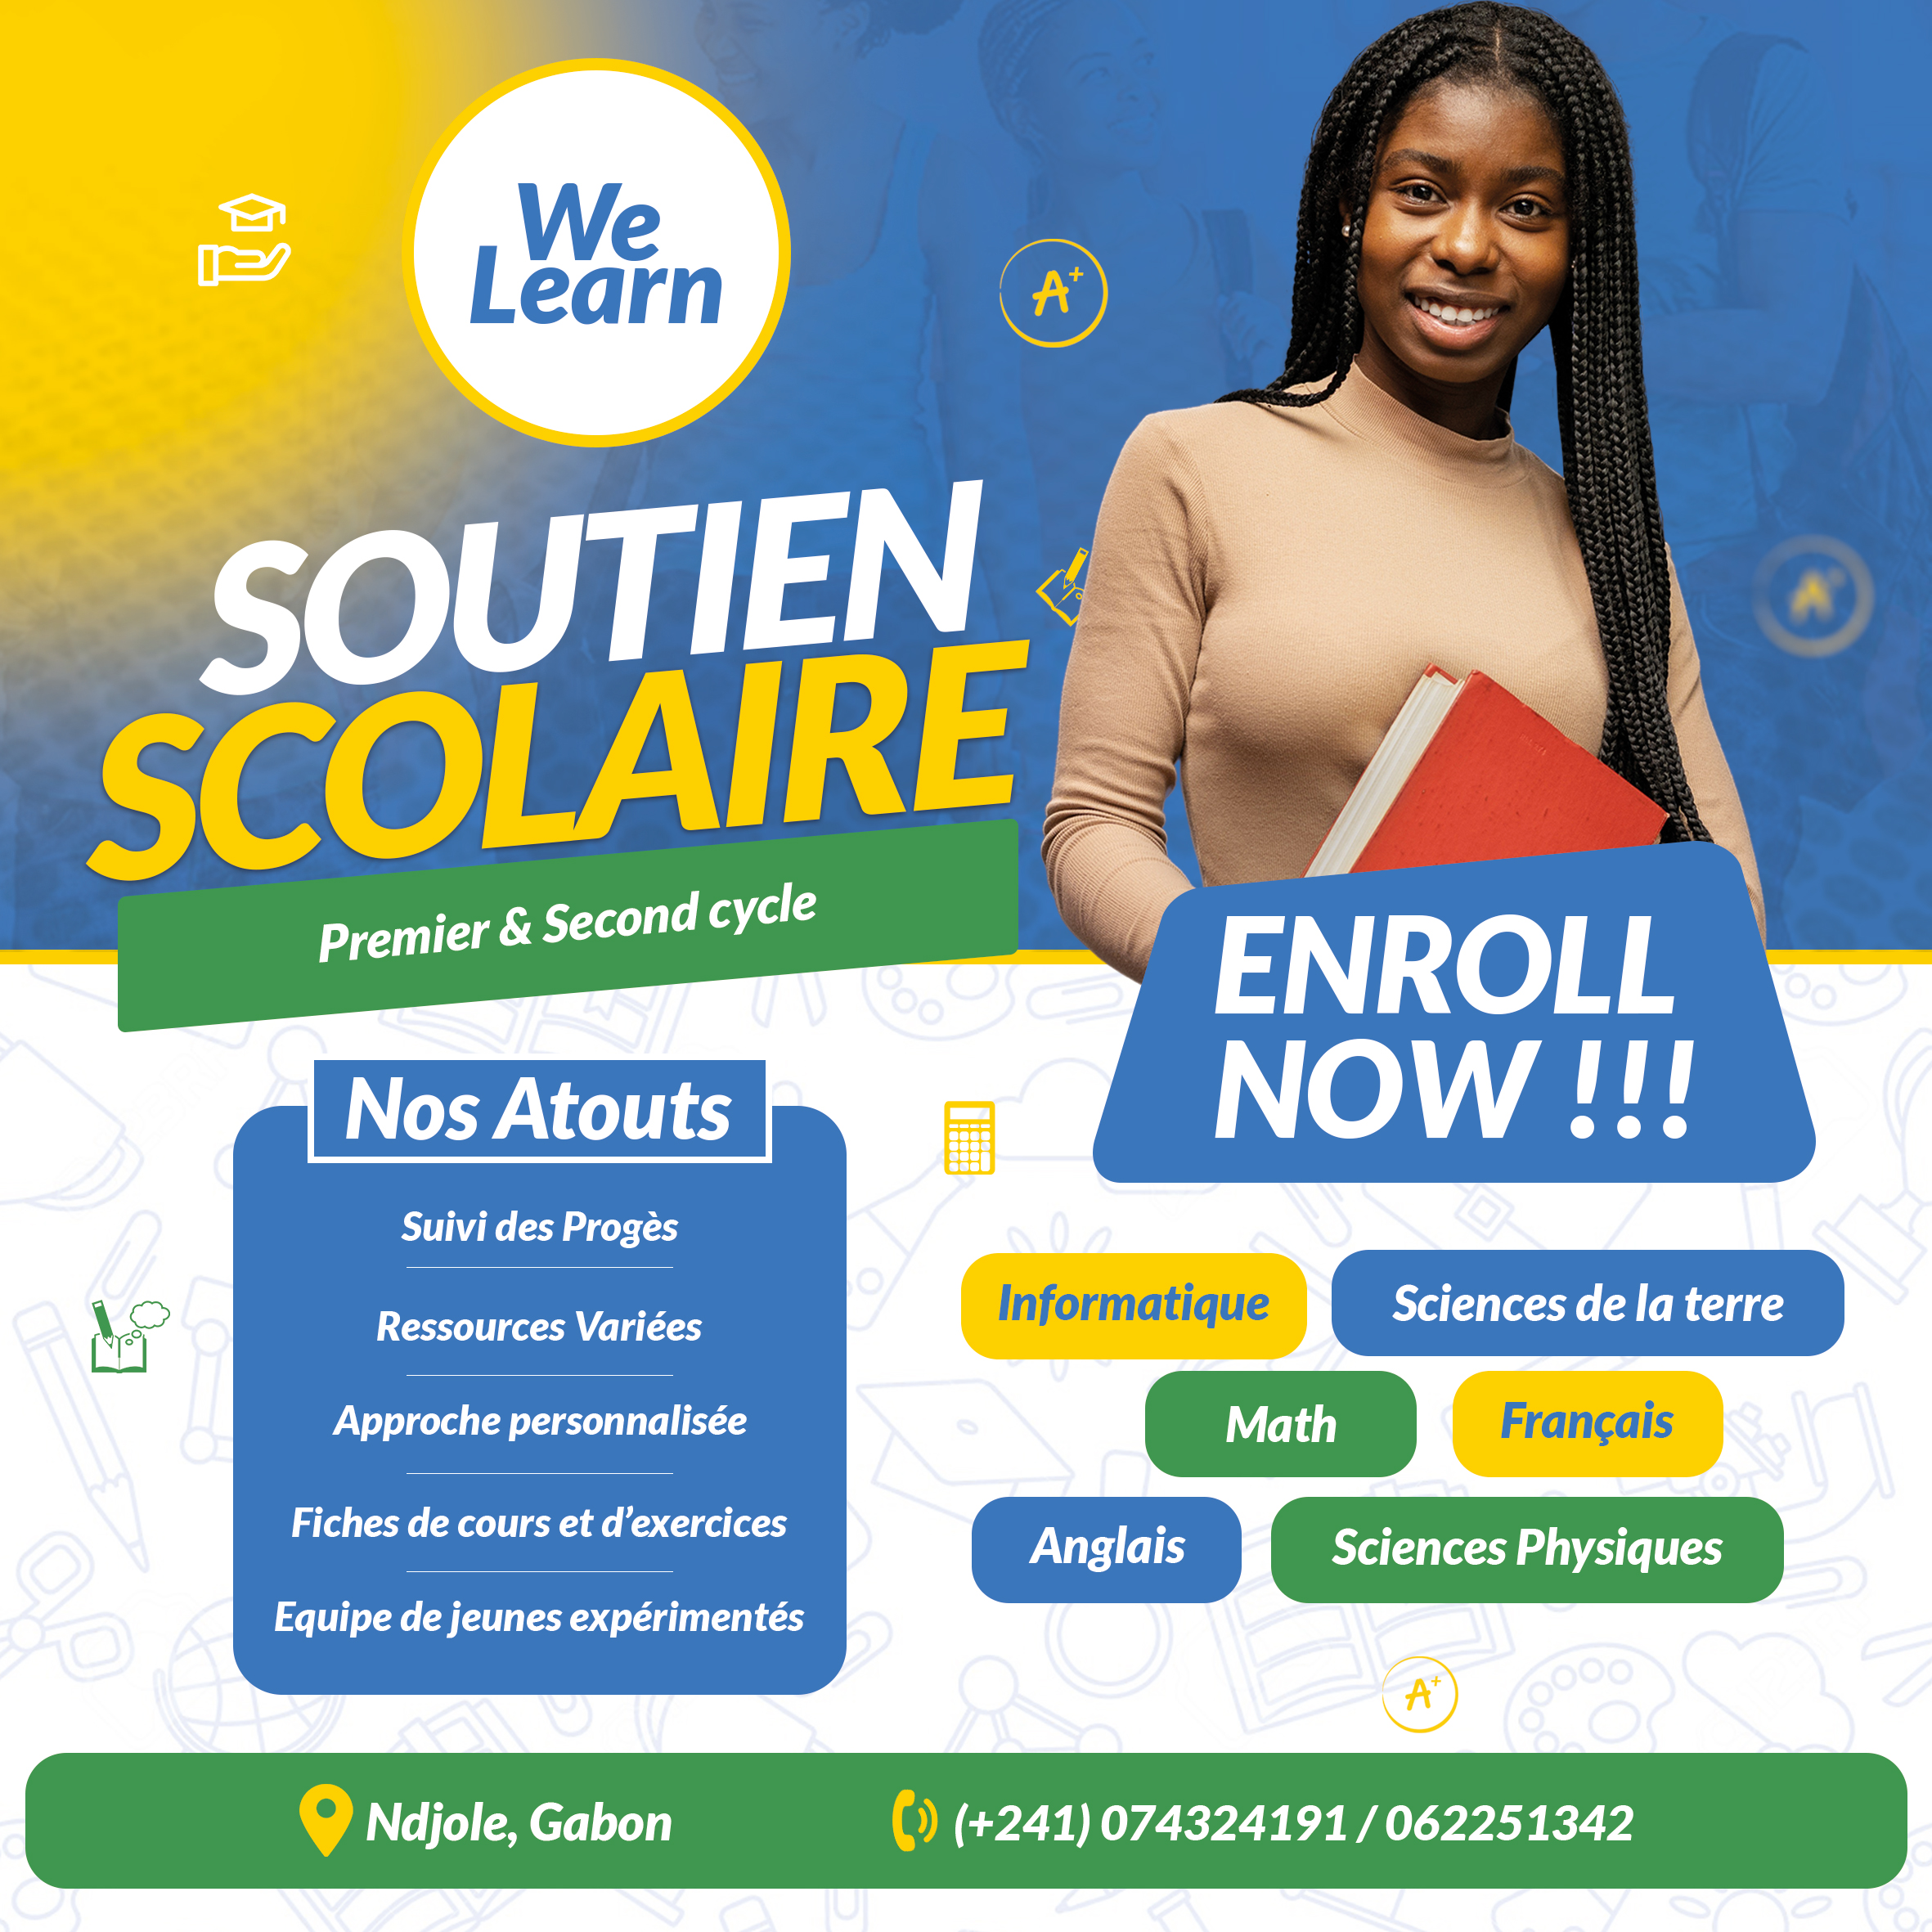 We
Learn
A+
SOUTIEN
SCOLAIRE
Premier & Second cycle
A+
ENROLL
NOW !!!
Nos Atouts
Suivi des Progès
Ressources Variées
Approche personnalisée
Fiches de cours et d’exercices
Equipe de jeunes expérimentés
Informatique
Sciences de la terre
Math
Français
Anglais
Sciences Physiques
A+
Ndjole, Gabon
(+241) 074324191 / 062251342